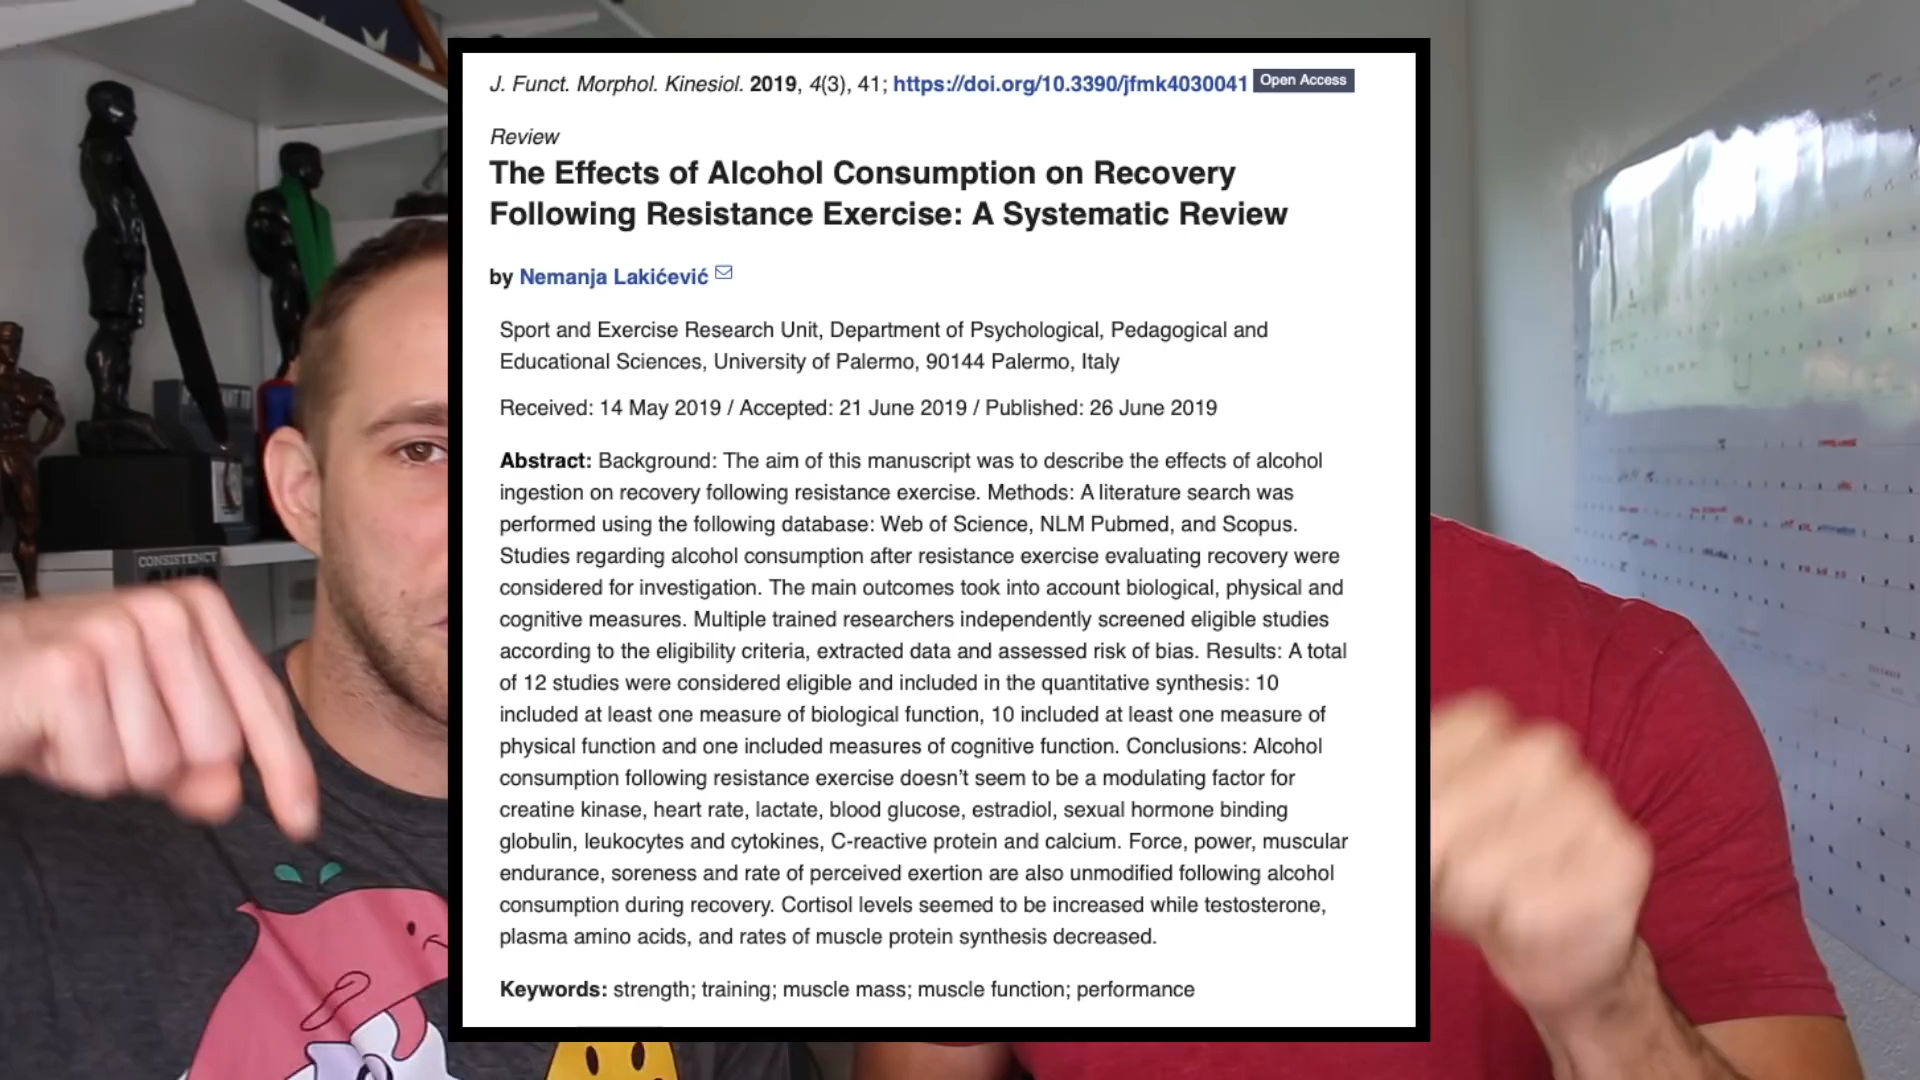 J. Funct. Morphol. Kinesiol. 2019, 4(3), 41; https://doi.org/10.3390/jfmk4030041 Open Access
Review
The Effects of Alcohol Consumption on Recovery
Following Resistance Exercise: A Systematic Review
by Nemanja Lakićević
Sport and Exercise Research Unit, Department of Psychological, Pedagogical and
Educational Sciences, University of Palermo, 90144 Palermo, Italy
Received: 14 May 2019 / Accepted: 21 June 2019 / Published: 26 June 2019
Abstract: Background: The aim of this manuscript was to describe the effects of alcohol
ingestion on recovery following resistance exercise. Methods: A literature search was
performed using the following database: Web of Science, NLM Pubmed, and Scopus.
Studies regarding alcohol consumption after resistance exercise evaluating recovery were
considered for investigation. The main outcomes took into account biological, physical and
cognitive measures. Multiple trained researchers independently screened eligible studies
according to the eligibility criteria, extracted data and assessed risk of bias. Results: A total
of 12 studies were considered eligible and included in the quantitative synthesis: 10
included at least one measure of biological function, 10 included at least one measure of
physical function and one included measures of cognitive function. Conclusions: Alcohol
consumption following resistance exercise doesn't seem to be a modulating factor for
creatine kinase, heart rate, lactate, blood glucose, estradiol, sexual hormone binding
globulin, leukocytes and cytokines, C-reactive protein and calcium. Force, power, muscular
endurance, soreness and rate of perceived exertion are also unmodified following alcohol
consumption during recovery. Cortisol levels seemed to be increased while testosterone,
plasma amino acids, and rates of muscle protein synthesis decreased.
Keywords: strength; training; muscle mass; muscle function; performance
CONSISTENCY